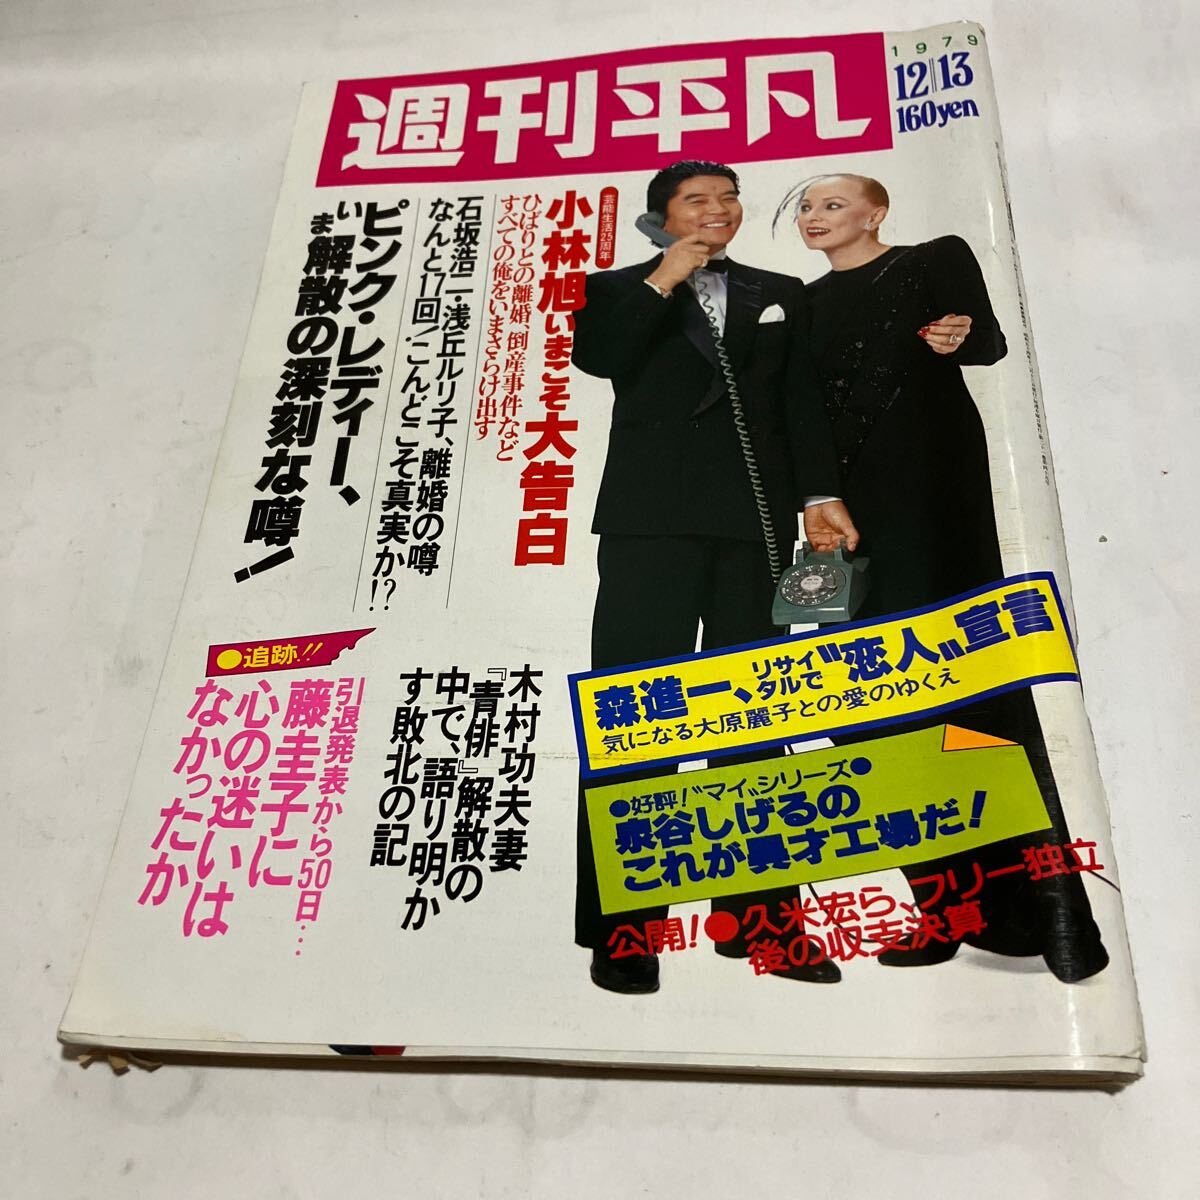 週刊平凡
1979
12||13
160yen
芸能生活25周年
小林旭いまこそ大告白
ひばりとの離婚、倒産事件など
すべての俺をいまさらけ出す
石坂浩二・浅丘ルリ子、離婚の噂
なんと17回!こんどこそ真実か!?
ピンク・レディー、
いま解散の深刻な噂!
森進一、リサイタルで〝恋人〟宣言
気になる大原麗子との愛のゆくえ
●好評!〝マイ〟シリーズ●
泉谷しげるの
これが異才工場だ!
公開!●久米宏ら、フリー独立
後の収支決算
木村功夫妻
『青俳』解散の
中で、語り明か
す敗北の記
●追跡!!
引退発表から50日…
藤圭子に
心の迷いは
なかったか